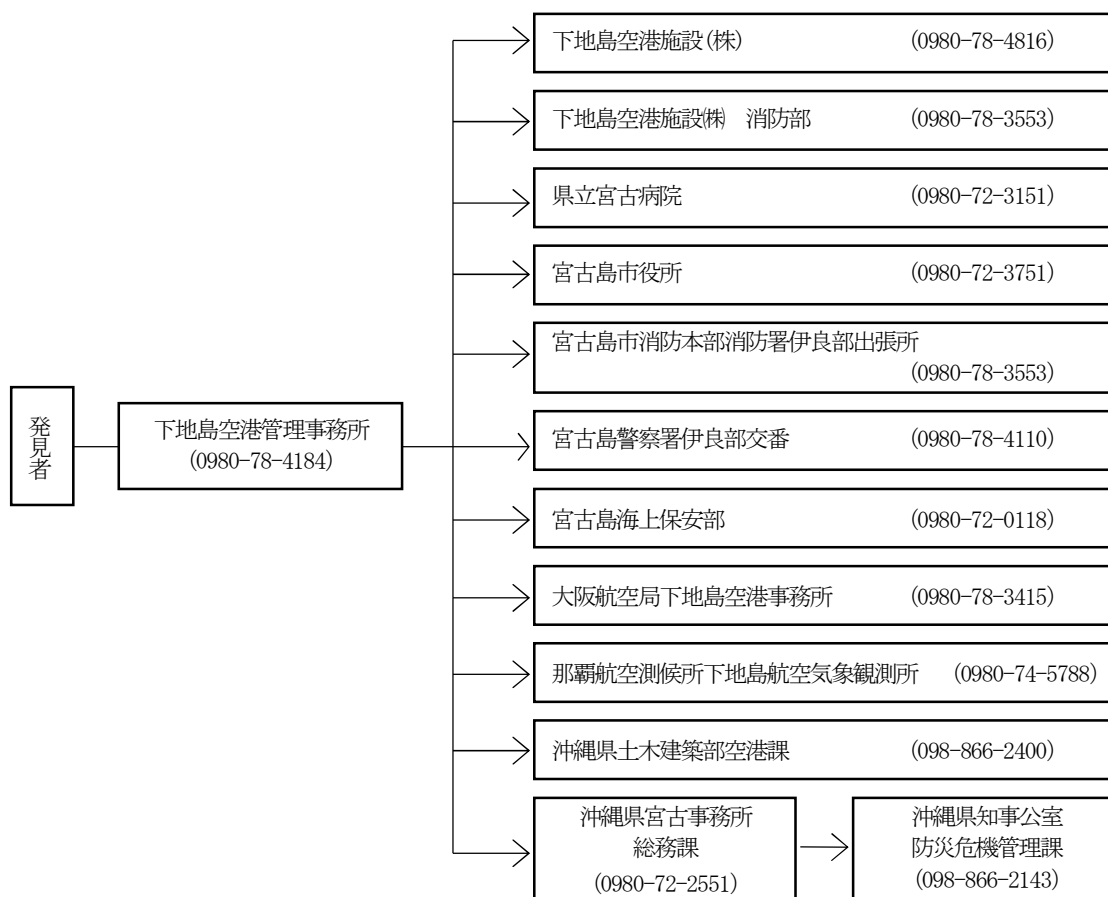 下地島空港施設(株) (0980-78-4816)
下地島空港施設㈱ 消防部 (0980-78-3553)
県立宮古病院 (0980-72-3151)
宮古島市役所 (0980-72-3751)
宮古島市消防本部消防署伊良部出張所
(0980-78-3553)
発見者
下地島空港管理事務所
(0980-78-4184)
宮古島警察署伊良部交番 (0980-78-4110)
宮古島海上保安部 (0980-72-0118)
大阪航空局下地島空港事務所 (0980-78-3415)
那覇航空測候所下地島航空気象観測所 (0980-74-5788)
沖縄県土木建築部空港課 (098-866-2400)
沖縄県宮古事務所
総務課
(0980-72-2551)
沖縄県知事公室
防災危機管理課
(098-866-2143)